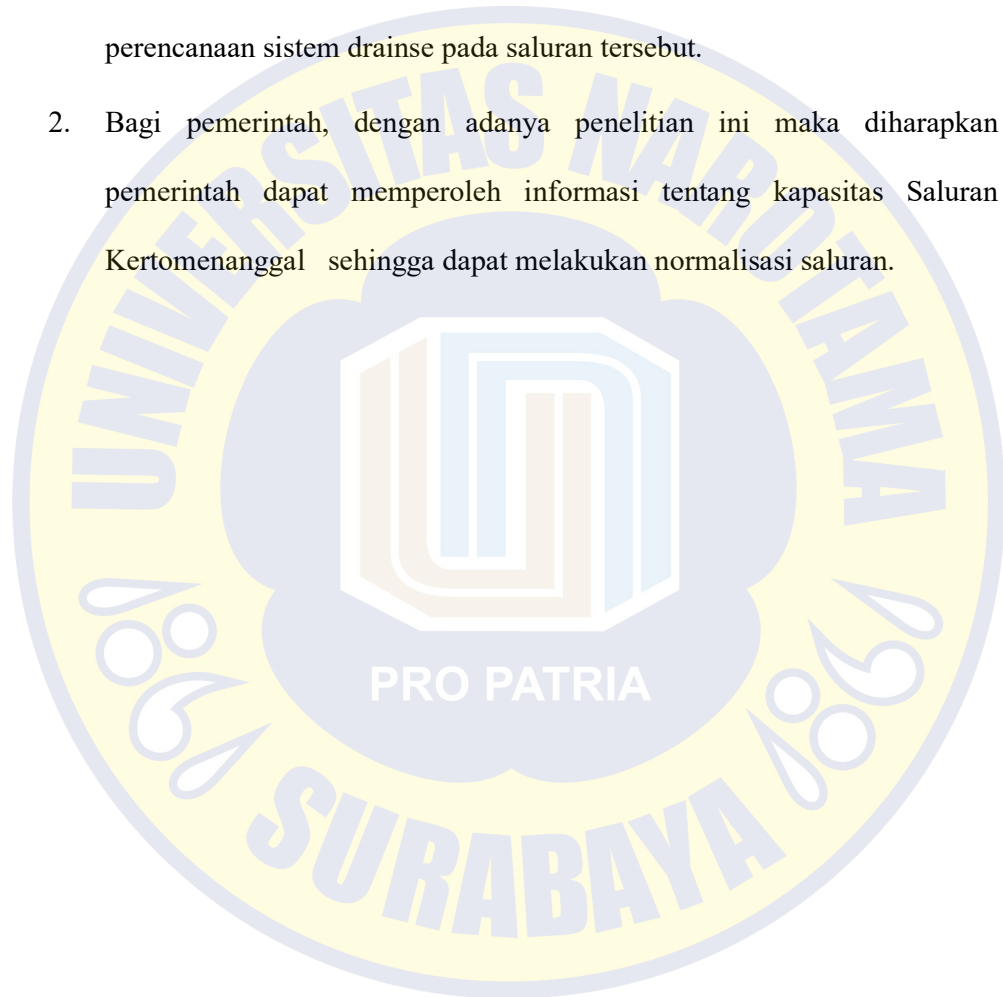 perencanaan sistem drainse pada saluran tersebut.
2. Bagi pemerintah, dengan adanya penelitian ini maka diharapkan
pemerintah dapat memperoleh informasi tentang kapasitas Saluran
Kertomenanggal sehingga dapat melakukan normalisasi saluran.
UNIVERSITAS NAROTAMA
PRO PATRIA
SURABAYA